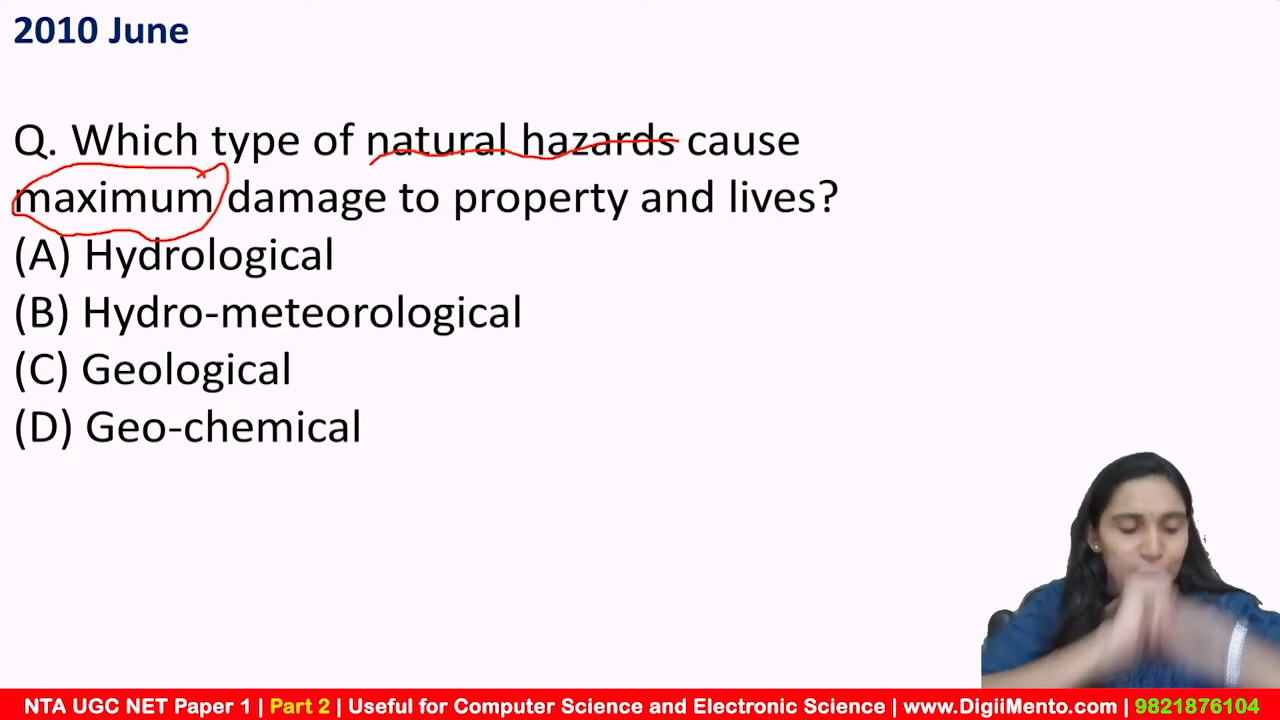 2010 June
Q. Which type of natural hazards cause
maximum damage to property and lives?
(A) Hydrological
(B) Hydro-meteorological
(C) Geological
(D) Geo-chemical
NTA UGC NET Paper 1 | Part 2 | Useful for Computer Science and Electronic Science | www.DigiiMento.com | 9821876104